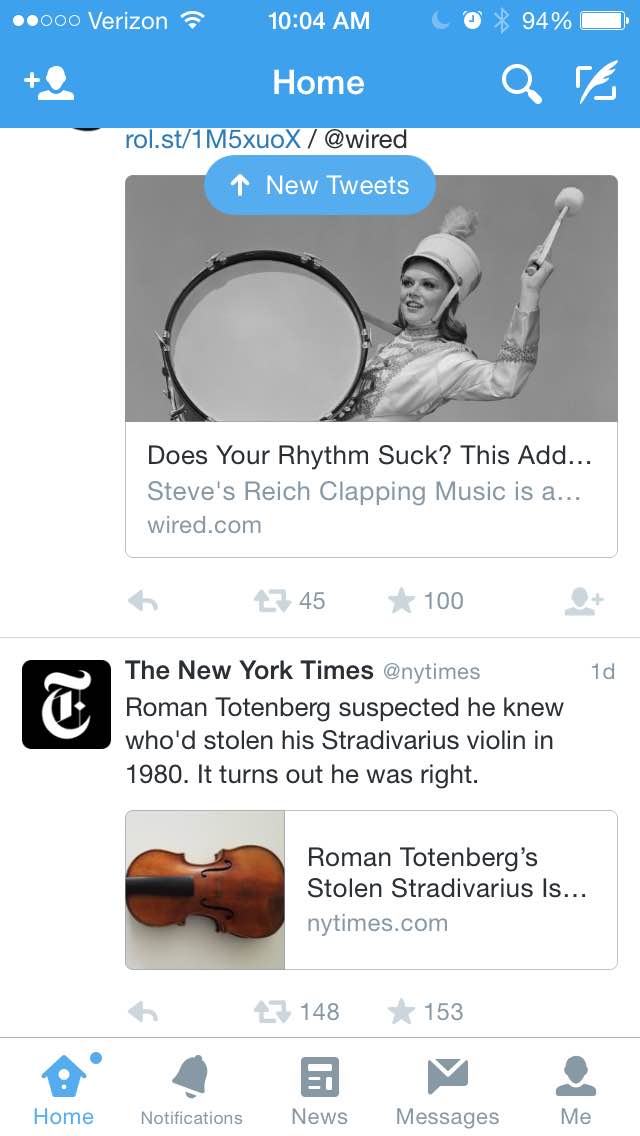 Verizon 10:04 AM 94%
Home
rol.st/1M5xuoX / @wired
New Tweets
Does Your Rhythm Suck? This Add...
Steve's Reich Clapping Music is a...
wired.com
45 100
The New York Times @nytimes 1d
Roman Totenberg suspected he knew
who'd stolen his Stradivarius violin in
1980. It turns out he was right.
Roman Totenberg’s
Stolen Stradivarius Is...
nytimes.com
148 153
Home Notifications News Messages Me